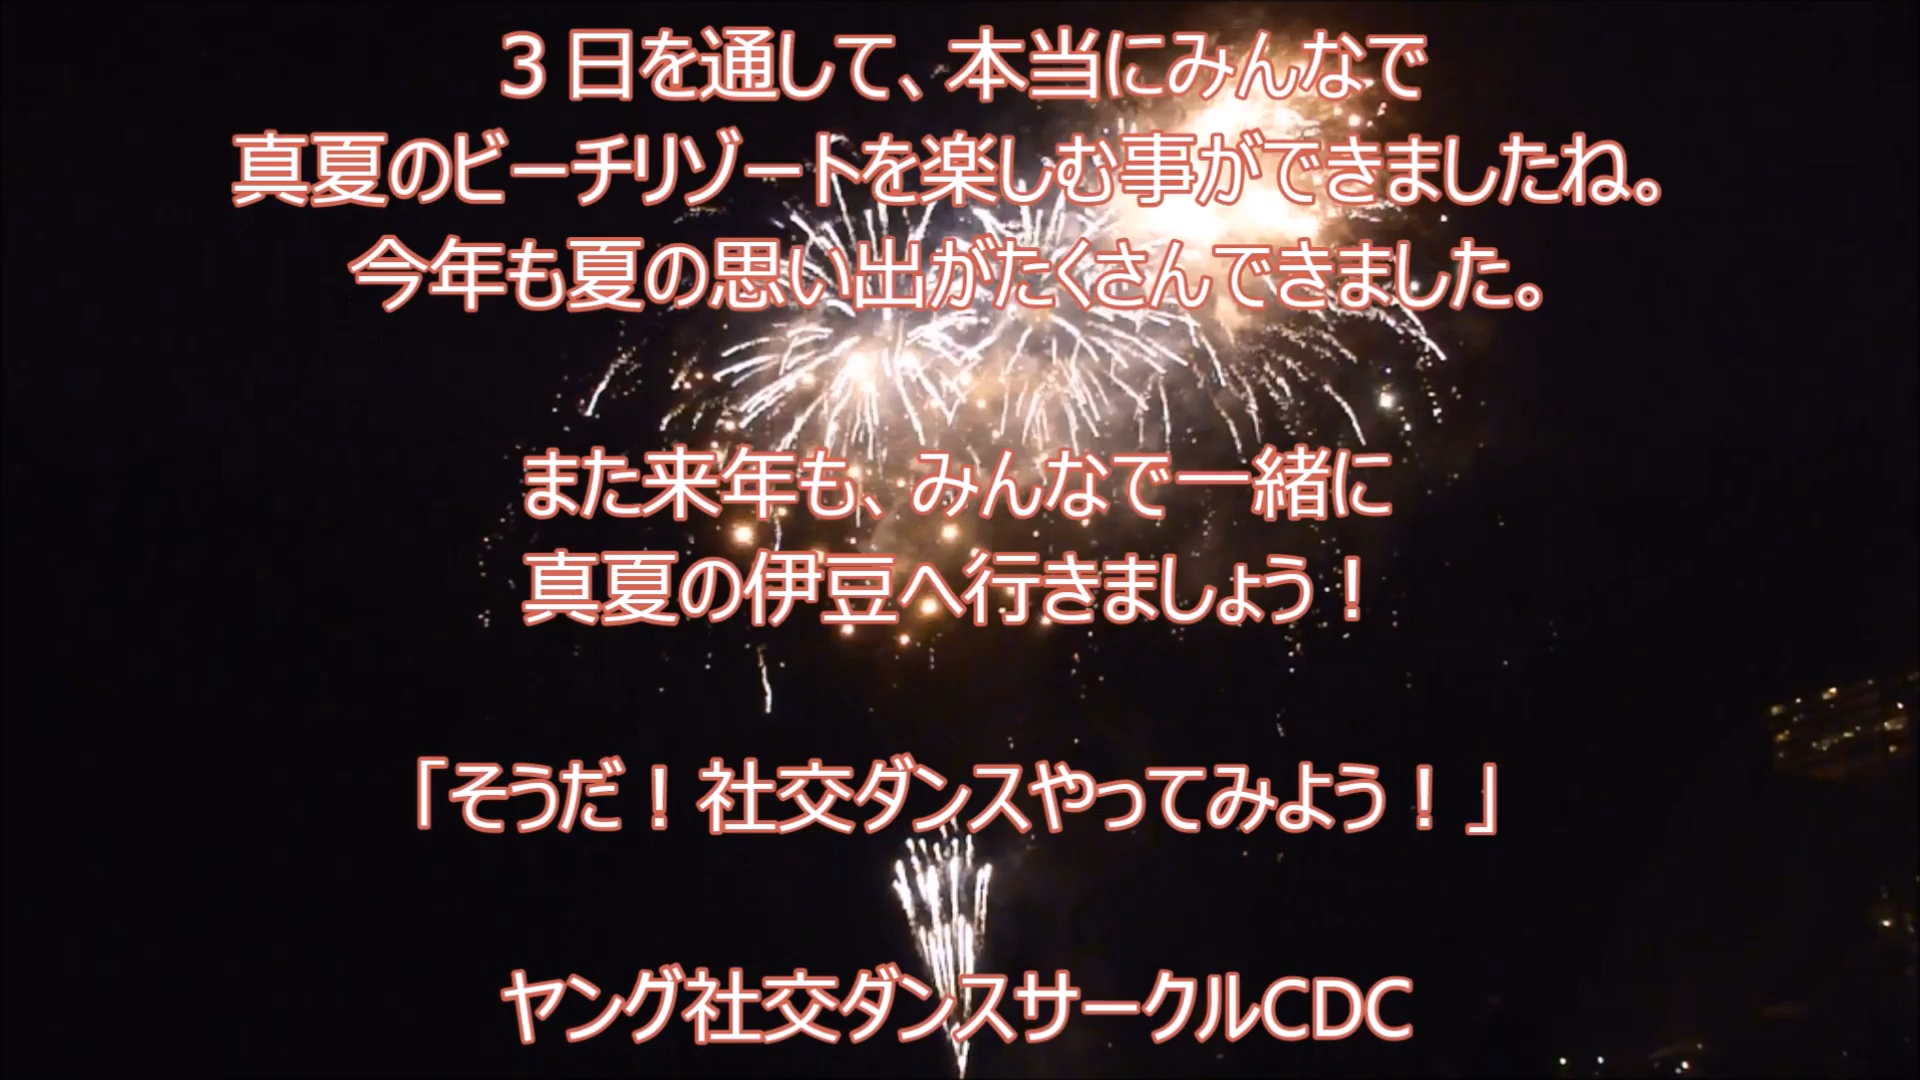 ３日を通して、本当にみんなで
真夏のビーチリゾートを楽しむ事ができましたね。
今年も夏の思い出がたくさんできました。
また来年も、みんなで一緒に
真夏の伊豆へ行きましょう！
「そうだ！社交ダンスやってみよう！」
ヤング社交ダンスサークルCDC